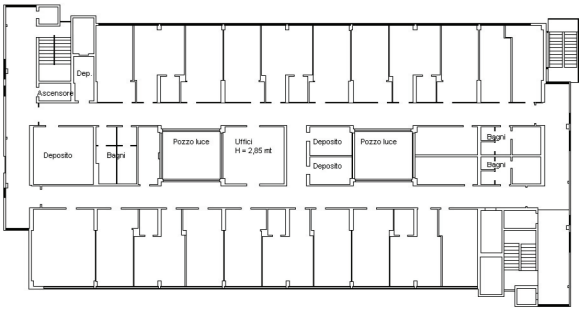 Dep.
Ascensore
Deposito
Bagni
Pozzo luce
Uffici
H = 2,85 mt
Deposito
Deposito
Pozzo luce
Bagni
Bagni